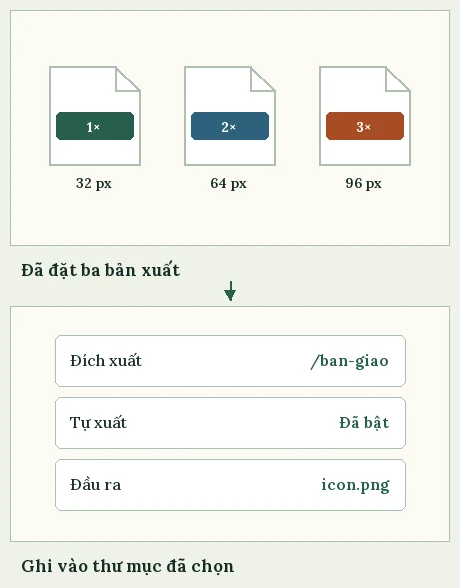 1×
2×
3×
32 px
64 px
96 px
Đã đặt ba bản xuất
Đích xuất /ban-giao
Tự xuất Đã bật
Đầu ra icon.png
Ghi vào thư mục đã chọn